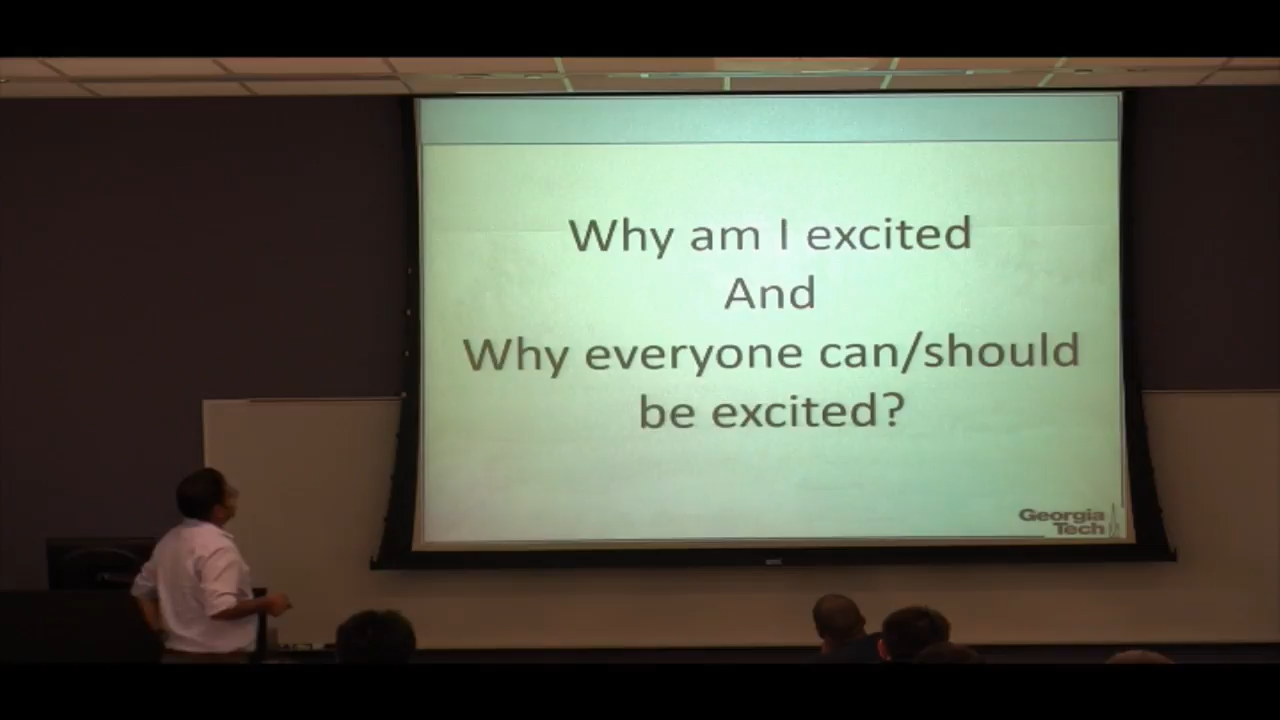 Why am I excited
And
Why everyone can/should
be excited?
Georgia
Tech